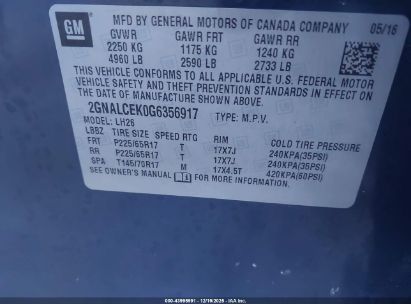 GM
MFD BY GENERAL MOTORS OF CANADA COMPANY 05/16
GVWR GAWR FRT GAWR RR
2250 KG 1175 KG 1240 KG
4960 LB 2590 LB 2733 LB
THIS VEHICLE CONFORMS TO ALL APPLICABLE U.S. FEDERAL MOTOR
VEHICLE SAFETY AND THEFT PREVENTION STANDARDS IN EFFECT ON
THE DATE OF MANUFACTURE SHOWN ABOVE.
2GNALCEK0G6356917 TYPE: M.P.V.
MODEL: LH26
LBBZ TIRE SIZE SPEED RTG RIM COLD TIRE PRESSURE
FRT P225/65R17 T 17X7J 240KPA(35PSI)
RR P225/65R17 T 17X7J 240KPA(35PSI)
SPA T145/70R17 M 17X4.5T 420KPA(60PSI)
SEE OWNER'S MANUAL FOR ADDITIONAL INFORMATION.